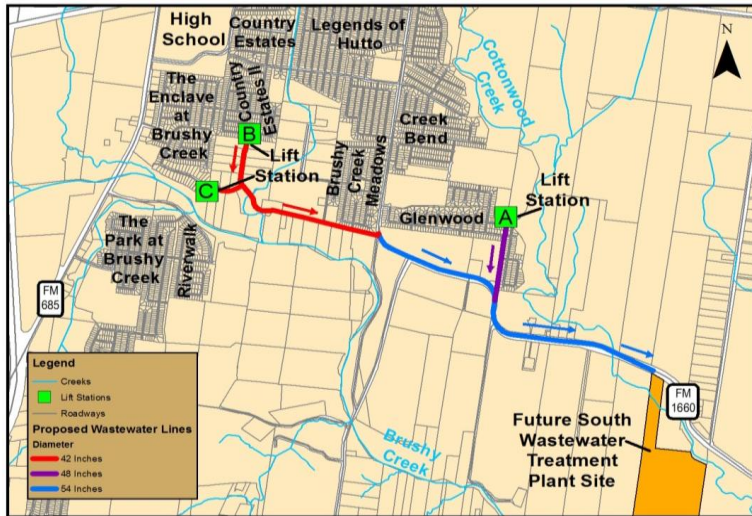 High
School
Country
Estates
Legends of
Hutto
N
The
Enclave
at
Brushy
Creek
Country
Estates II
Cottonwood
Creek
B
Lift
Station
C
Creek
Bend
Brushy
Creek
Meadows
Glenwood
A
Lift
Station
The
Park at
Brushy
Creek
Riverwalk
FM
685
FM
1660
Future South
Wastewater
Treatment
Plant Site
Brushy
Creek
Legend
Creeks
Lift Stations
Roadways
Proposed Wastewater Lines
Diameter
42 Inches
48 Inches
54 Inches